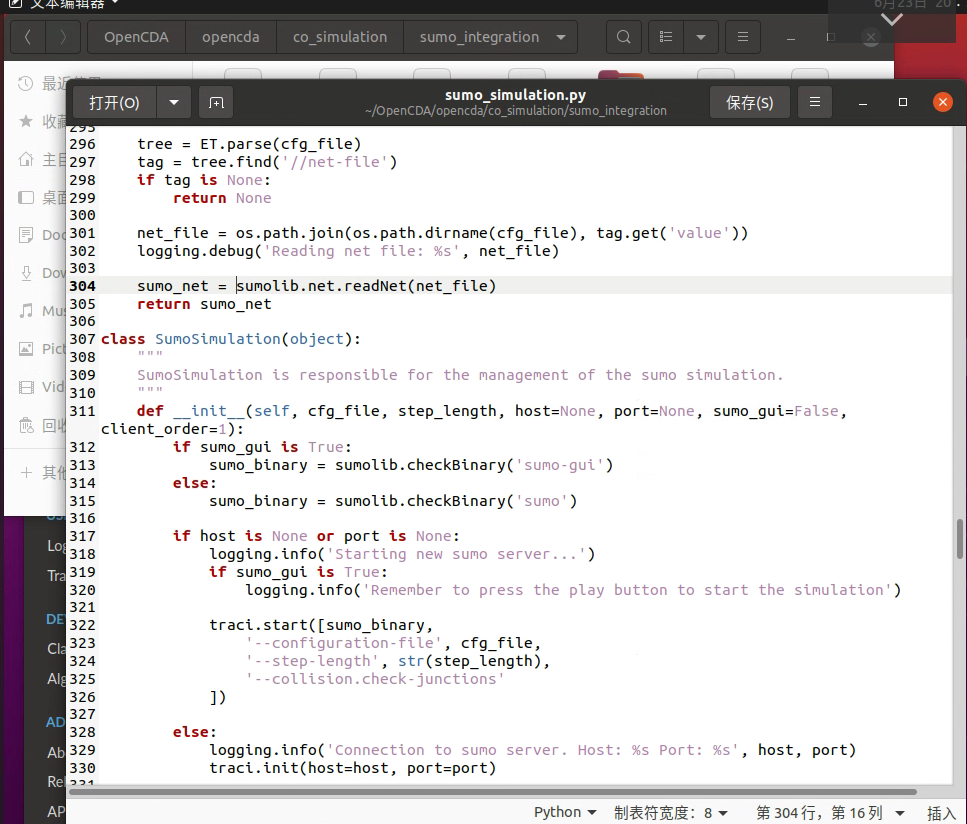 文本编辑器
6月23日 20
OpenCDA opencda co_simulation sumo_integration
最近使用
收藏
主目
桌面
Doc
Dow
Mus
Pict
Vid
回收
+ 其他
打开(O)
sumo_simulation.py
~/OpenCDA/opencda/co_simulation/sumo_integration
保存(S)
295
296 tree = ET.parse(cfg_file)
297 tag = tree.find('//net-file')
298 if tag is None:
299 return None
300
301 net_file = os.path.join(os.path.dirname(cfg_file), tag.get('value'))
302 logging.debug('Reading net file: %s', net_file)
303
304 sumo_net = sumolib.net.readNet(net_file)
305 return sumo_net
306
307 class SumoSimulation(object):
308 """
309 SumoSimulation is responsible for the management of the sumo simulation.
310 """
311 def __init__(self, cfg_file, step_length, host=None, port=None, sumo_gui=False,
client_order=1):
312 if sumo_gui is True:
313 sumo_binary = sumolib.checkBinary('sumo-gui')
314 else:
315 sumo_binary = sumolib.checkBinary('sumo')
316
317 if host is None or port is None:
318 logging.info('Starting new sumo server...')
319 if sumo_gui is True:
320 logging.info('Remember to press the play button to start the simulation')
321
322 traci.start([sumo_binary,
323 '--configuration-file', cfg_file,
324 '--step-length', str(step_length),
325 '--collision.check-junctions'
326 ])
327
328 else:
329 logging.info('Connection to sumo server. Host: %s Port: %s', host, port)
330 traci.init(host=host, port=port)
331
Log
Tra
DE
Cla
Alg
AD
Ab
Rel
AP
Python 制表符宽度：8 第 304 行，第 16 列 插入